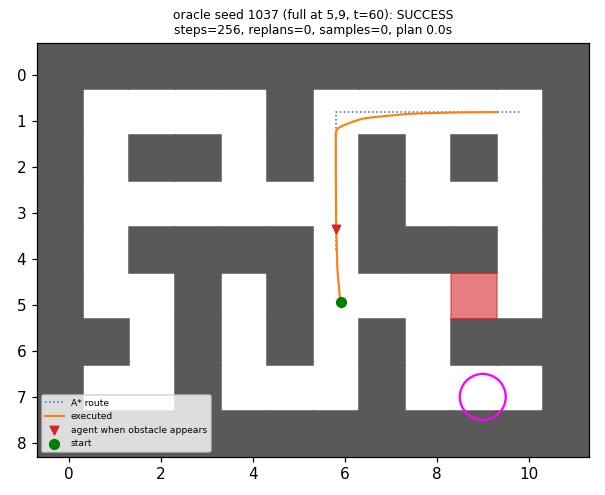 oracle seed 1037 (full at 5,9, t=60): SUCCESS
steps=256, replans=0, samples=0, plan 0.0s
0
1
2
3
4
5
6
7
8
A* route
executed
agent when obstacle appears
start
0 2 4 6 8 10